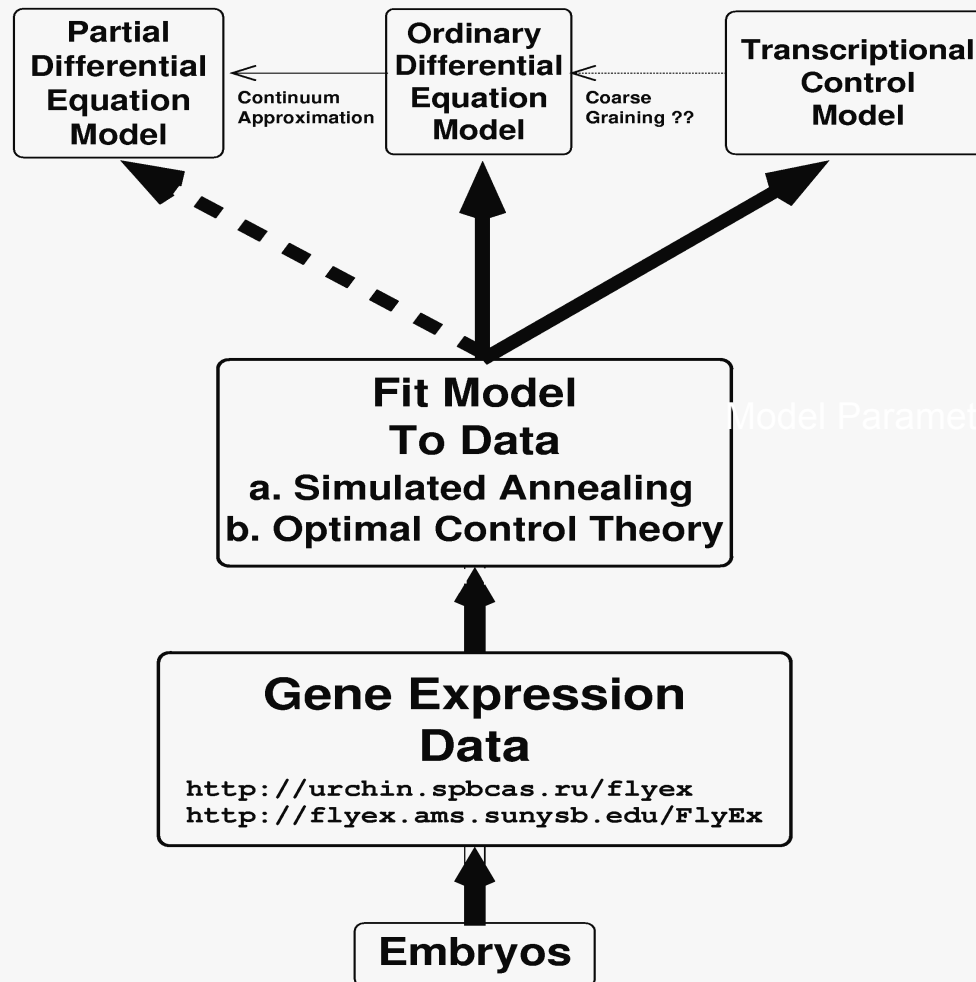 Partial
Differential
Equation
Model
Continuum
Approximation
Ordinary
Differential
Equation
Model
Coarse
Graining ??
Transcriptional
Control
Model
Fit Model
To Data
a. Simulated Annealing
b. Optimal Control Theory
Model Paramet
Gene Expression
Data
http://urchin.spbcas.ru/flyex
http://flyex.ams.sunysb.edu/FlyEx
Embryos